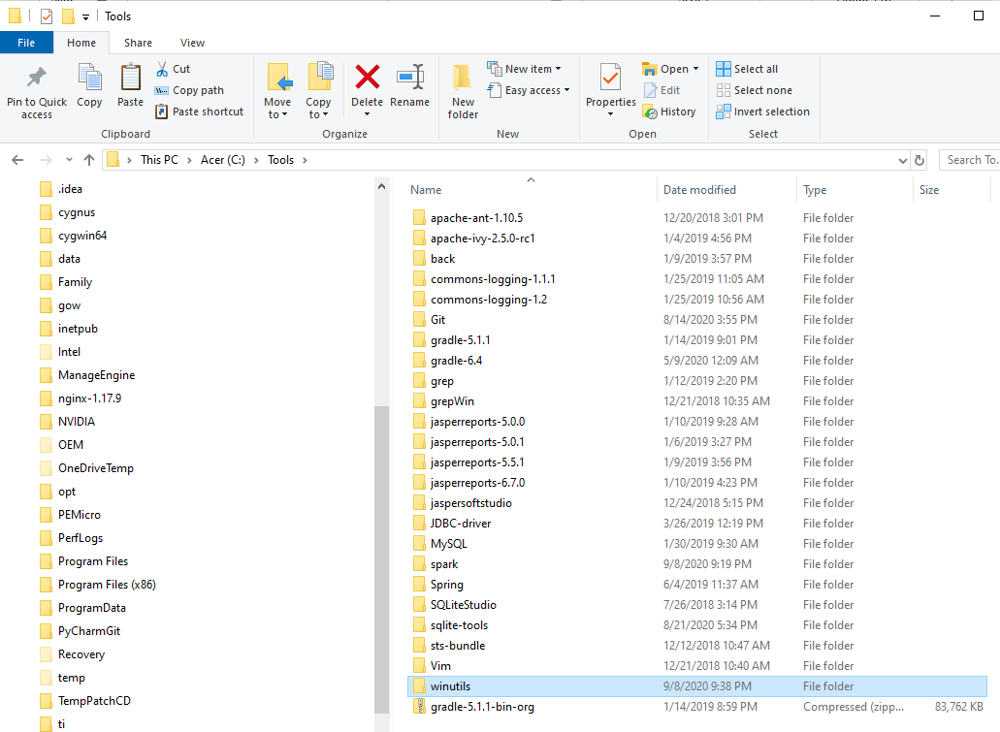 Tools
File Home Share View
Pin to Quick access
Copy
Paste
Cut
Copy path
Paste shortcut
Clipboard
Move to
Copy to
Delete
Rename
Organize
New folder
New item
Easy access
New
Properties
Open
Edit
History
Open
Select all
Select none
Invert selection
Select
This PC > Acer (C:) > Tools >
Search To...
.idea
cygnus
cygwin64
data
Family
gow
inetpub
Intel
ManageEngine
nginx-1.17.9
NVIDIA
OEM
OneDriveTemp
opt
PEMicro
PerfLogs
Program Files
Program Files (x86)
ProgramData
PyCharmGit
Recovery
temp
TempPatchCD
ti
Name Date modified Type Size
apache-ant-1.10.5 12/20/2018 3:01 PM File folder
apache-ivy-2.5.0-rc1 1/4/2019 4:56 PM File folder
back 1/9/2019 3:57 PM File folder
commons-logging-1.1.1 1/25/2019 11:05 AM File folder
commons-logging-1.2 1/25/2019 10:56 AM File folder
Git 8/14/2020 3:55 PM File folder
gradle-5.1.1 1/14/2019 9:01 PM File folder
gradle-6.4 5/9/2020 12:09 AM File folder
grep 1/12/2019 2:20 PM File folder
grepWin 12/21/2018 10:35 AM File folder
jasperreports-5.0.0 1/10/2019 9:28 AM File folder
jasperreports-5.0.1 1/6/2019 3:27 PM File folder
jasperreports-5.5.1 1/9/2019 3:56 PM File folder
jasperreports-6.7.0 1/10/2019 4:23 PM File folder
jaspersoftstudio 12/24/2018 5:15 PM File folder
JDBC-driver 3/26/2019 12:19 PM File folder
MySQL 1/30/2019 9:30 AM File folder
spark 9/8/2020 9:19 PM File folder
Spring 6/4/2019 11:37 AM File folder
SQLiteStudio 7/26/2018 3:14 PM File folder
sqlite-tools 8/21/2020 5:34 PM File folder
sts-bundle 12/12/2018 10:47 AM File folder
Vim 12/21/2018 10:40 AM File folder
winutils 9/8/2020 9:38 PM File folder
gradle-5.1.1-bin-org 1/14/2019 8:59 PM Compressed (zipp... 83,762 KB